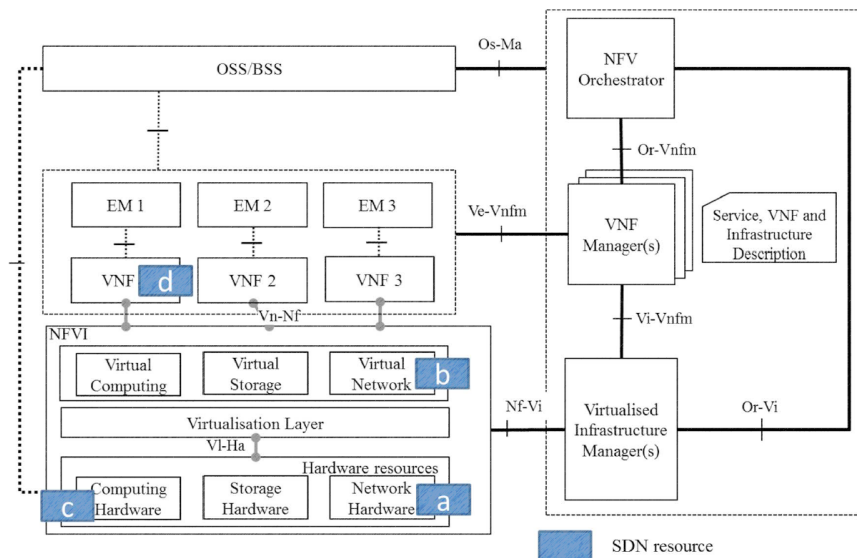 Os-Ma
OSS/BSS
NFV
Orchestrator
Or-Vnfm
EM 1
EM 2
EM 3
Ve-Vnfm
VNF
Manager(s)
Service, VNF and
Infrastructure
Description
VNF
d
VNF 2
VNF 3
Vn-Nf
Vi-Vnfm
NFVI
Virtual
Computing
Virtual
Storage
Virtual
Network
b
Virtualisation Layer
Nf-Vi
Virtualised
Infrastructure
Manager(s)
Or-Vi
Vl-Ha
Hardware resources
c
Computing
Hardware
Storage
Hardware
Network
Hardware
a
SDN resource